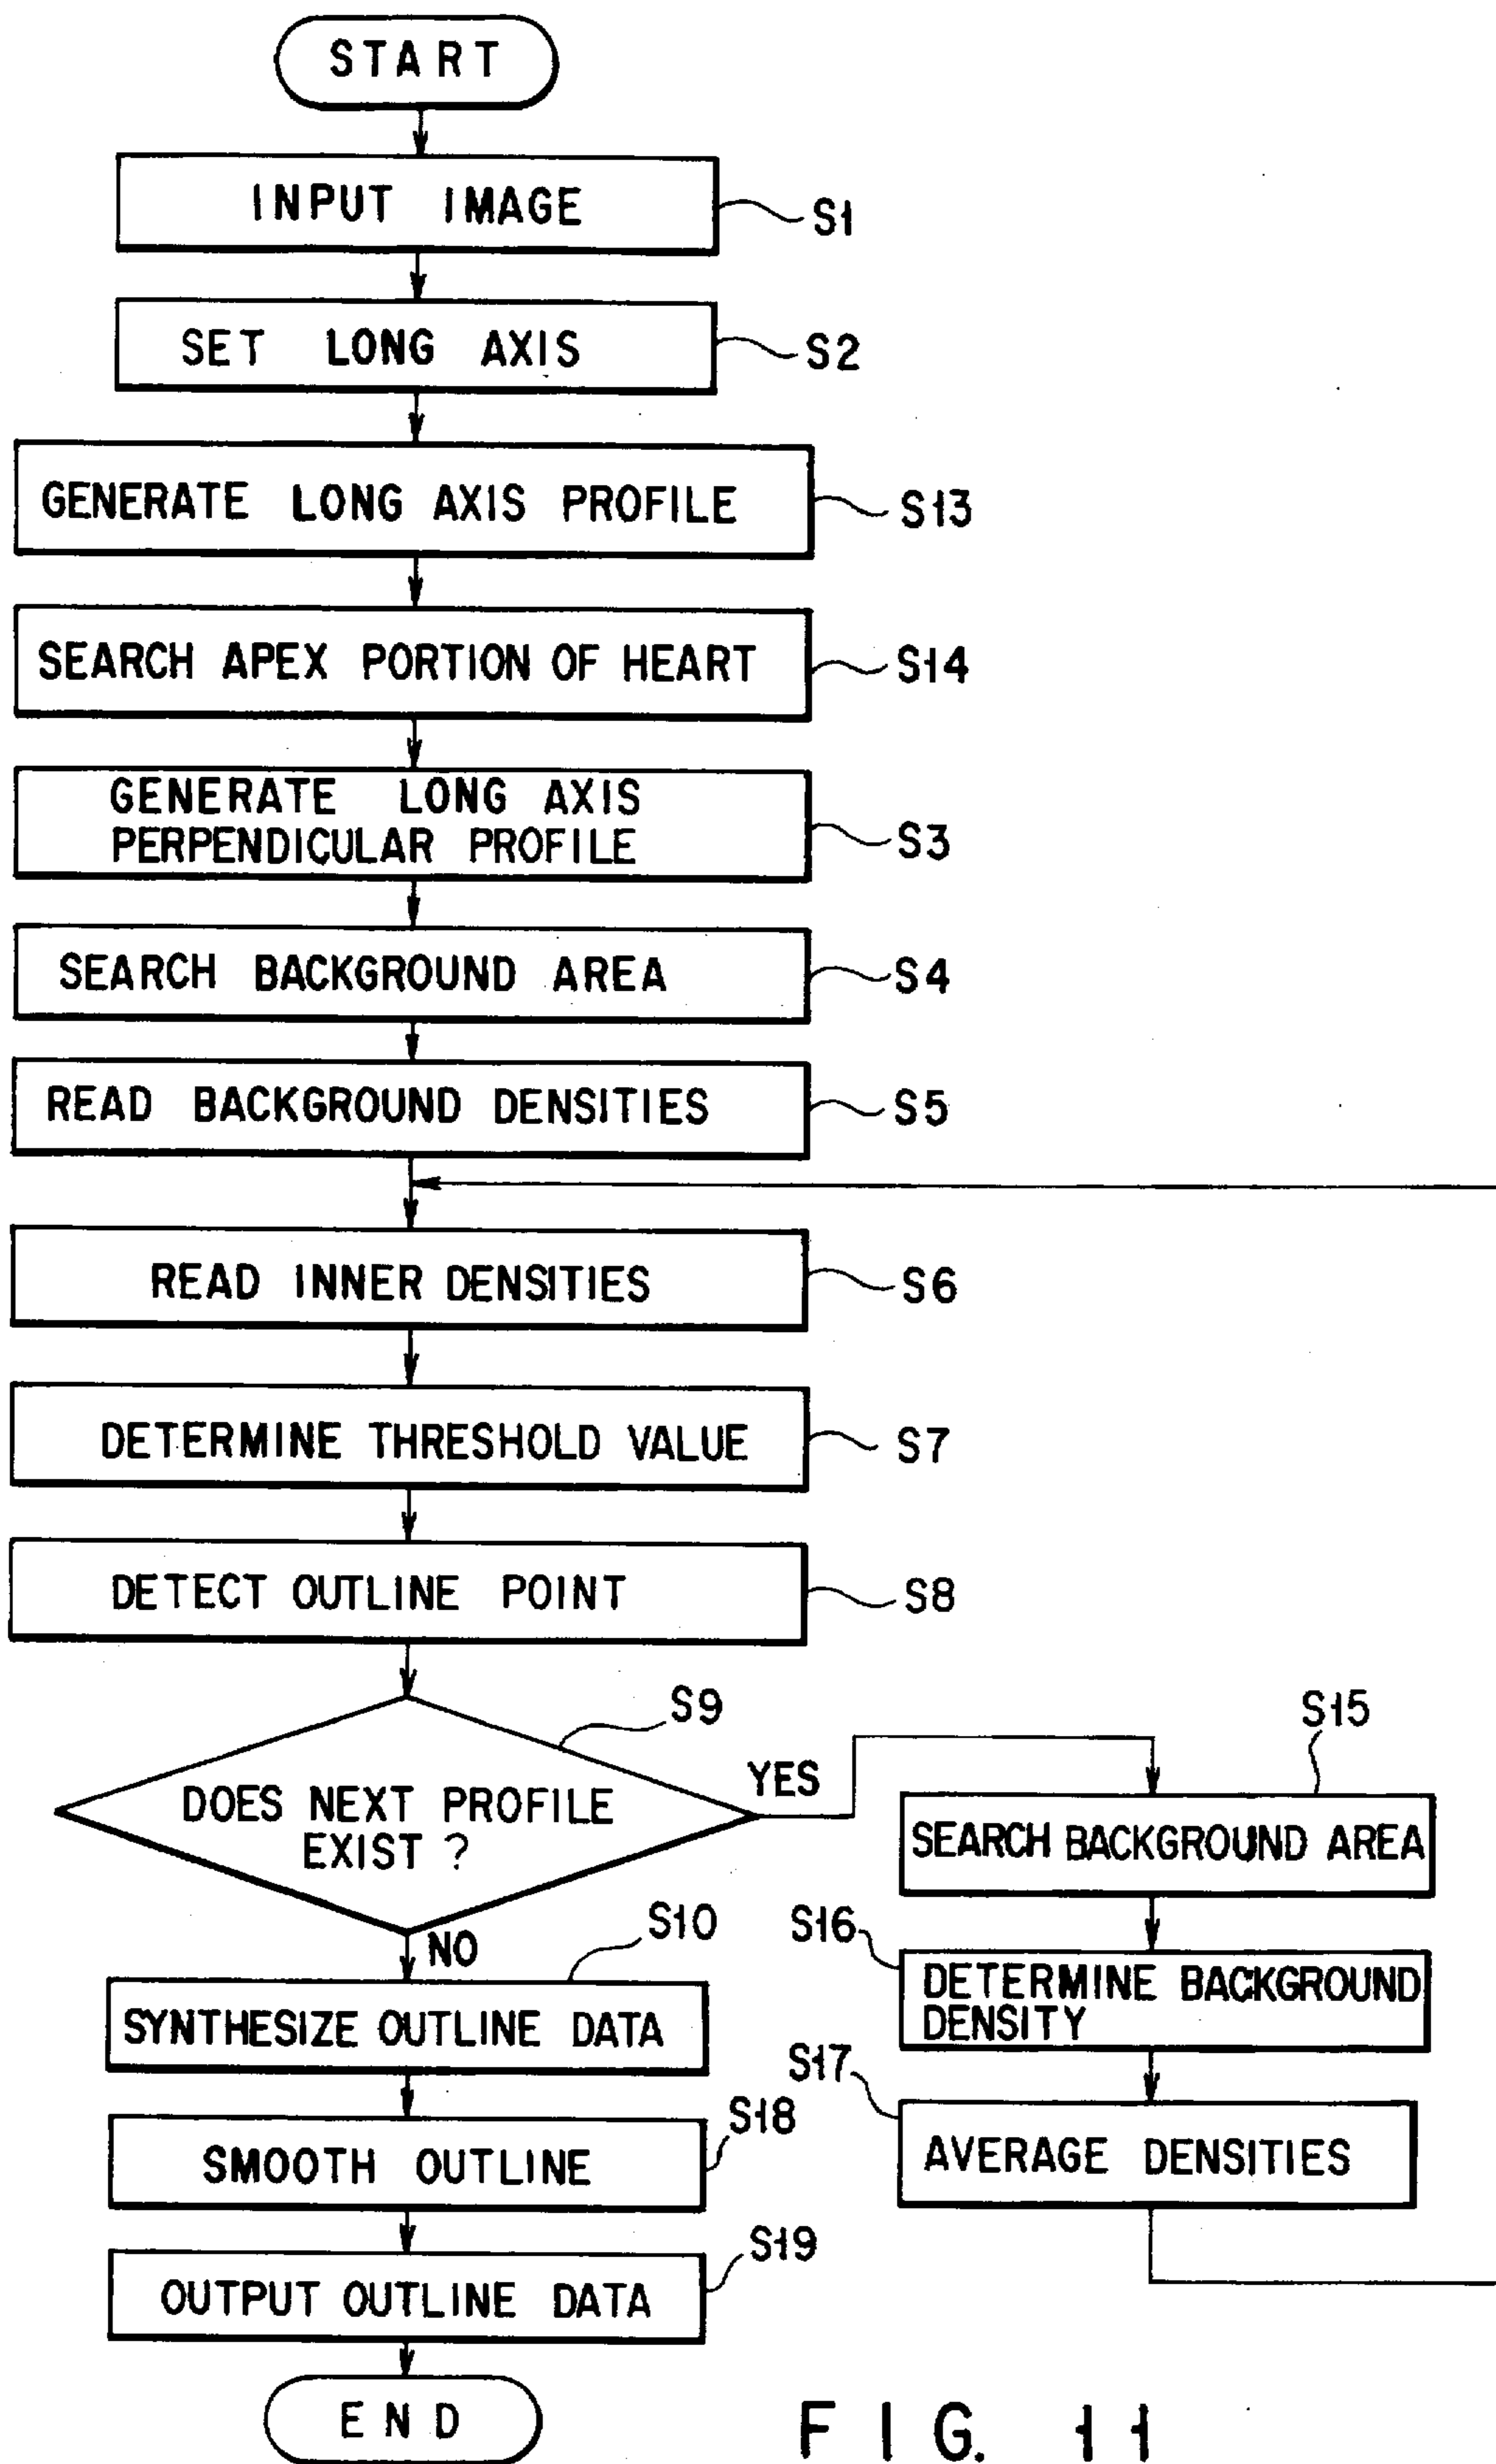 START
INPUT IMAGE
S1
SET LONG AXIS
S2
GENERATE LONG AXIS PROFILE
S13
SEARCH APEX PORTION OF HEART
S14
GENERATE LONG AXIS
PERPENDICULAR PROFILE
S3
SEARCH BACKGROUND AREA
S4
READ BACKGROUND DENSITIES
S5
READ INNER DENSITIES
S6
DETERMINE THRESHOLD VALUE
S7
DETECT OUTLINE POINT
S8
S9
DOES NEXT PROFILE
EXIST ?
YES
S15
SEARCH BACKGROUND AREA
S16
DETERMINE BACKGROUND
DENSITY
S17
AVERAGE DENSITIES
NO
S10
SYNTHESIZE OUTLINE DATA
S18
SMOOTH OUTLINE
S19
OUTPUT OUTLINE DATA
END
FIG. 11